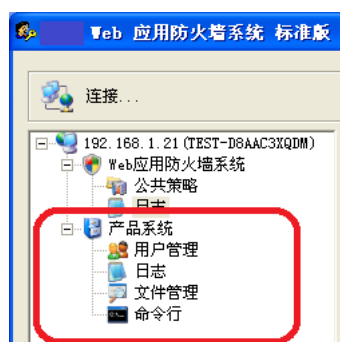 Web 应用防火墙系统 标准版
连接...
192.168.1.21(TEST-D8AAC3XQDM)
Web应用防火墙系统
公共策略
日志
产品系统
用户管理
日志
文件管理
命令行